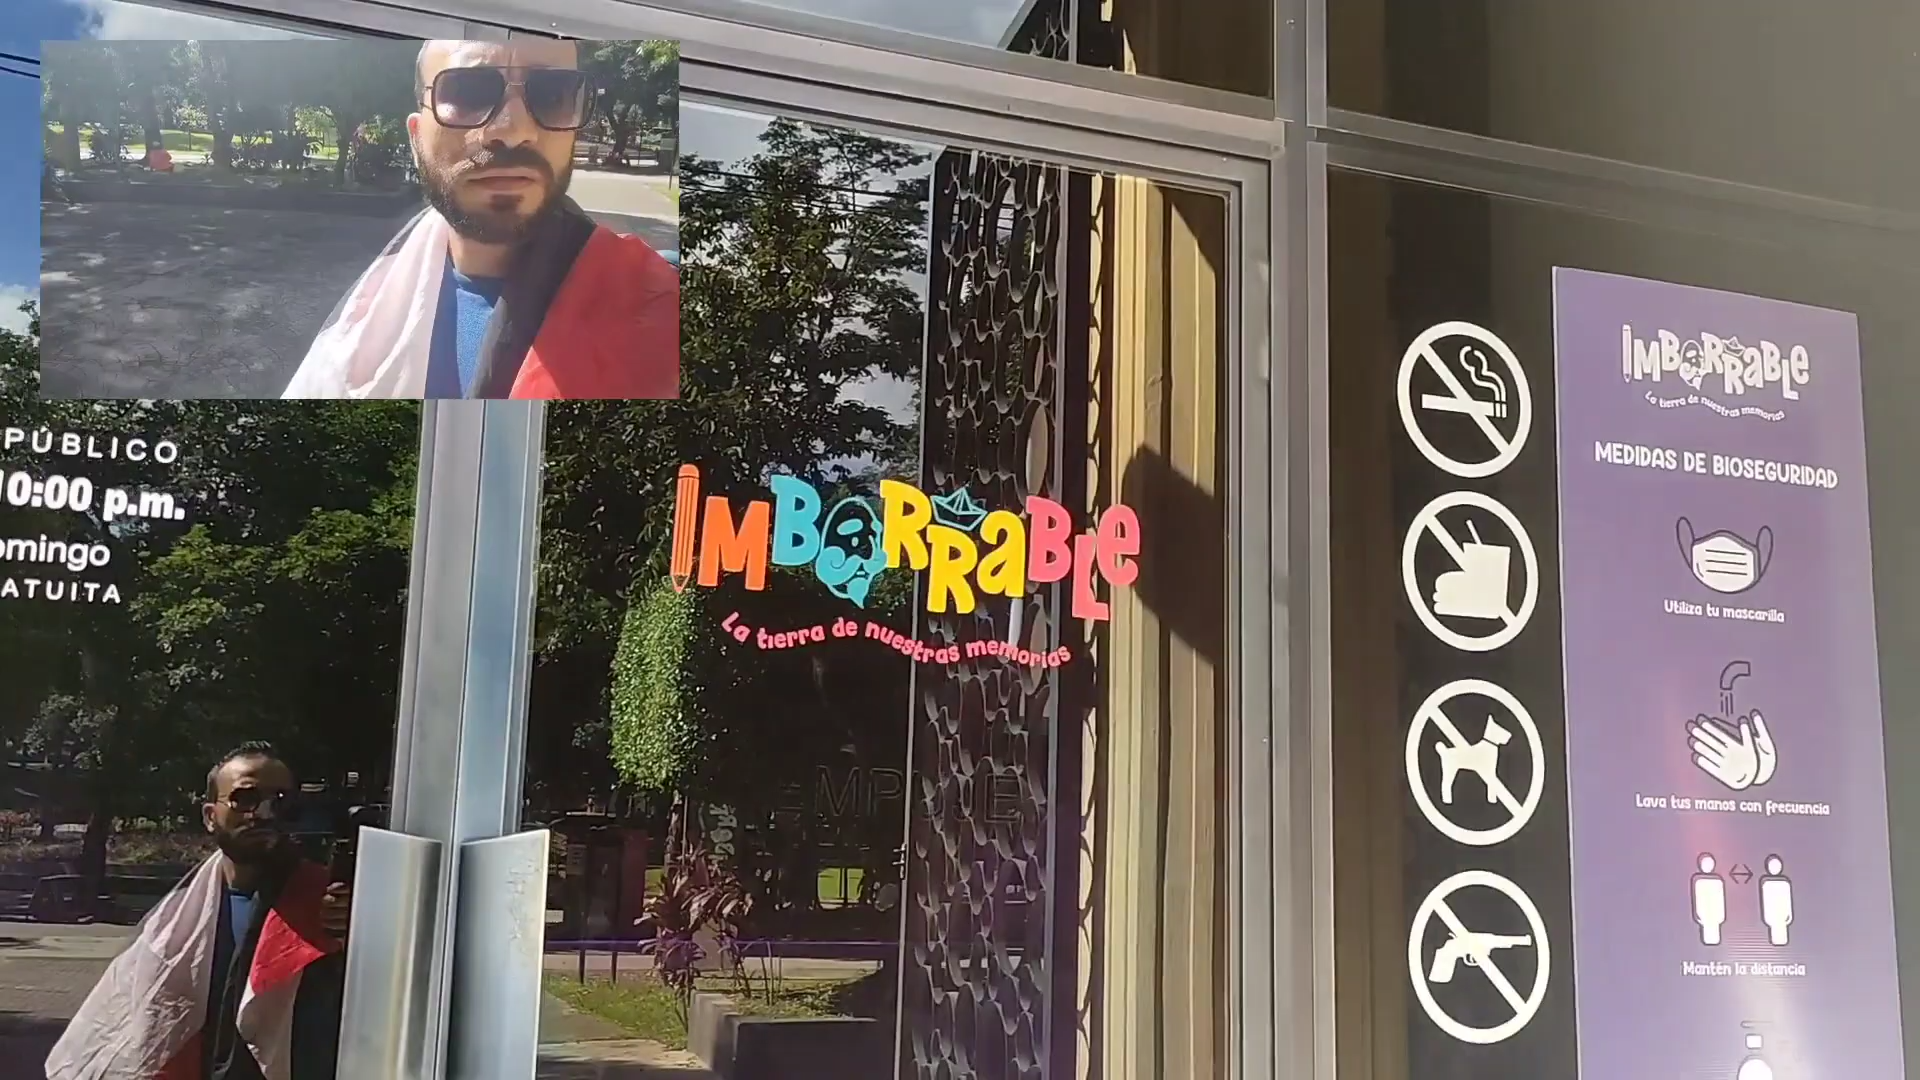 PÚBLICO
10:00 p.m.
omingo
ATUITA
IMBORRABLE
La tierra de nuestras memorias
EMPUJE
IMBORRABLE
La tierra de nuestras memorias
MEDIDAS DE BIOSEGURIDAD
Utiliza tu mascarilla
Lava tus manos con frecuencia
Mantén la distancia